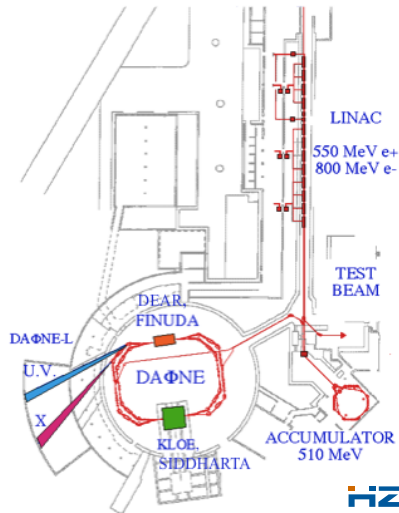 LINAC
550 MeV e+
800 MeV e-
TEST
BEAM
DEAR,
FINUDA
DAΦNE-L
U.V.
DAΦNE
X
KLOE,
SIDDHARTA
ACCUMULATOR
510 MeV
HZ